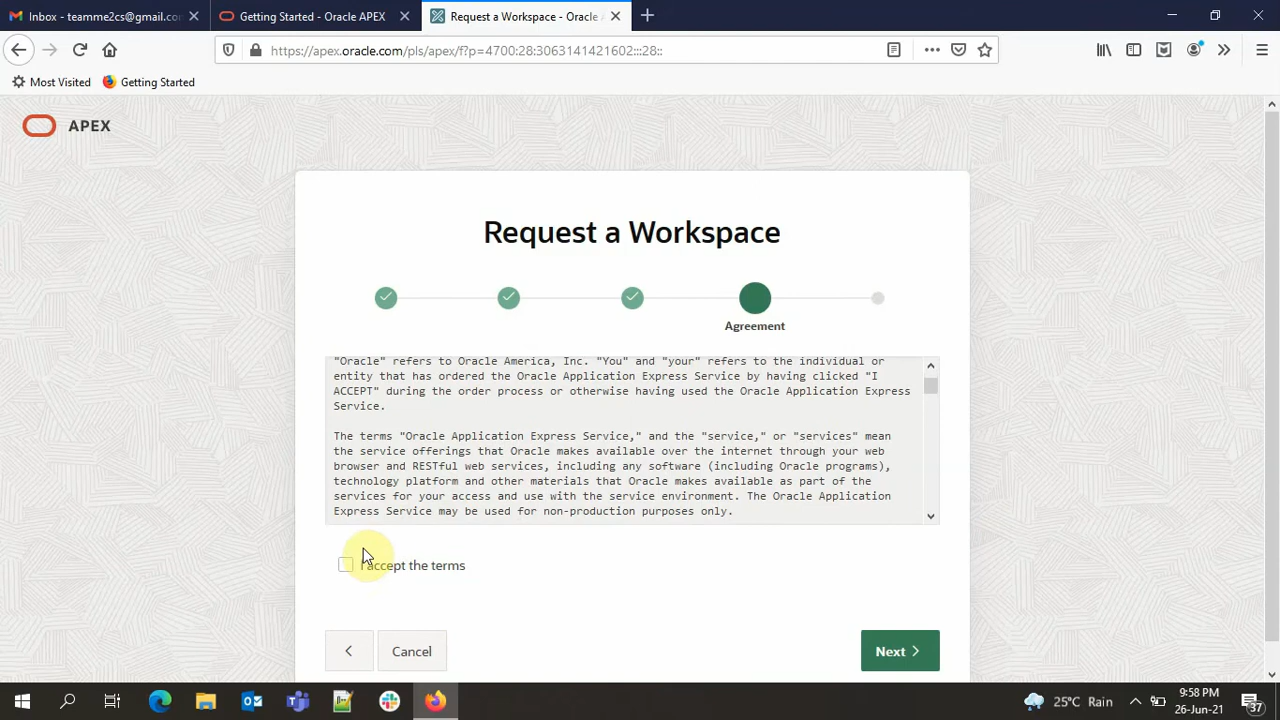 Inbox - teamme2cs@gmail.co
Getting Started - Oracle APEX
Request a Workspace - Oracle A
https://apex.oracle.com/pls/apex/f?p=4700:28:3063141421602:::28::
Most Visited
Getting Started
APEX
Request a Workspace
Agreement
"Oracle" refers to Oracle America, Inc. "You" and "your" refers to the individual or
entity that has ordered the Oracle Application Express Service by having clicked "I
ACCEPT" during the order process or otherwise having used the Oracle Application Express
Service.
The terms "Oracle Application Express Service," and the "service," or "services" mean
the service offerings that Oracle makes available over the internet through your web
browser and RESTful web services, including any software (including Oracle programs),
technology platform and other materials that Oracle makes available as part of the
services for your access and use with the service environment. The Oracle Application
Express Service may be used for non-production purposes only.
I accept the terms
Cancel
Next
25°C Rain
9:58 PM
26-Jun-21
37